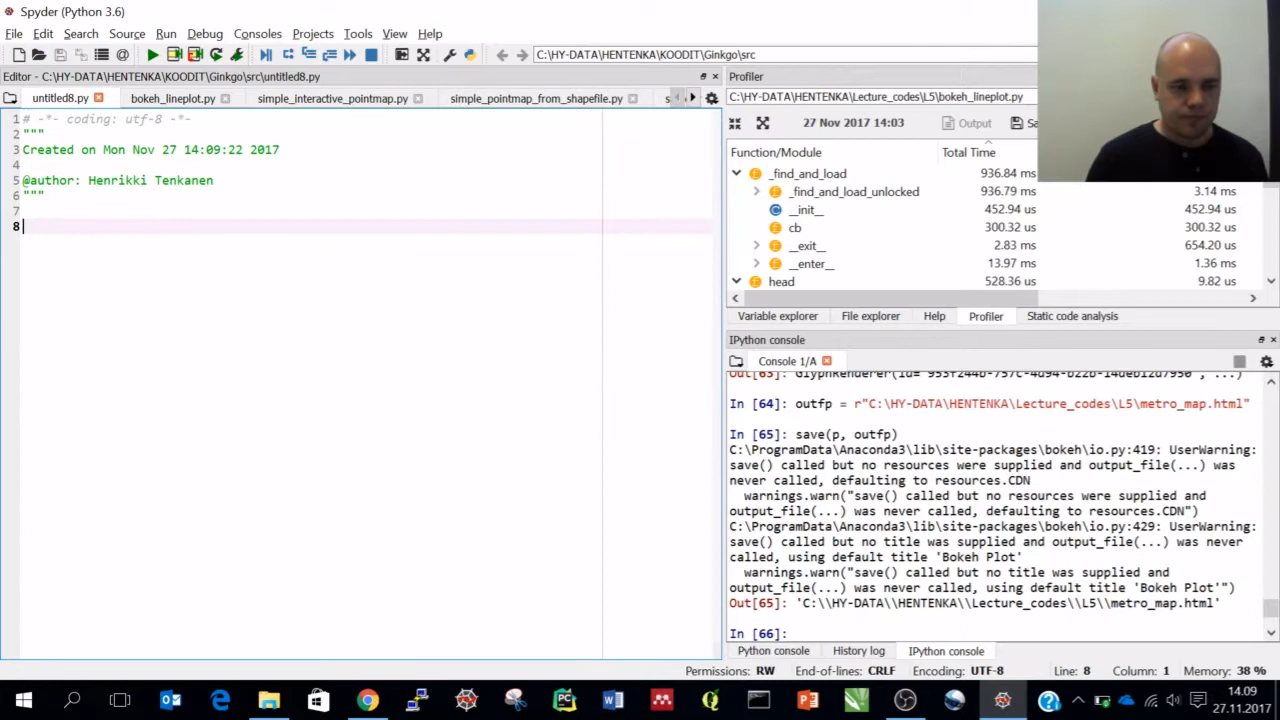 Spyder (Python 3.6)
File Edit Search Source Run Debug Consoles Projects Tools View Help
C:\HY-DATA\HENTENKA\KOODIT\Ginkgo\src
Editor - C:\HY-DATA\HENTENKA\KOODIT\Ginkgo\src\untitled8.py
untitled8.py bokeh_lineplot.py simple_interactive_pointmap.py simple_pointmap_from_shapefile.py s
1 # -*- coding: utf-8 -*-
2 """
3 Created on Mon Nov 27 14:09:22 2017
4
5 @author: Henrikki Tenkanen
6 """
7
8
Profiler
C:\HY-DATA\HENTENKA\Lecture_codes\L5\bokeh_lineplot.py
27 Nov 2017 14:03 Output Sa
Function/Module Total Time
_find_and_load 936.84 ms
_find_and_load_unlocked 936.79 ms 3.14 ms
__init__ 452.94 us 452.94 us
cb 300.32 us 300.32 us
__exit_ 2.83 ms 654.20 us
__enter_ 13.97 ms 1.36 ms
head 528.36 us 9.82 us
Variable explorer File explorer Help Profiler Static code analysis
IPython console
Console 1/A
Out[63]: GlyphRenderer(id='953f244b-757c-4d94-b22b-14deb12d7950', ...)
In [64]: outfp = r"C:\HY-DATA\HENTENKA\Lecture_codes\L5\metro_map.html"
In [65]: save(p, outfp)
C:\ProgramData\Anaconda3\lib\site-packages\bokeh\io.py:419: UserWarning:
save() called but no resources were supplied and output_file(...) was
never called, defaulting to resources.CDN
warnings.warn("save() called but no resources were supplied and
output_file(...) was never called, defaulting to resources.CDN")
C:\ProgramData\Anaconda3\lib\site-packages\bokeh\io.py:429: UserWarning:
save() called but no title was supplied and output_file(...) was never
called, using default title 'Bokeh Plot'
warnings.warn("save() called but no title was supplied and
output_file(...) was never called, using default title 'Bokeh Plot'")
Out[65]: 'C:\\HY-DATA\\HENTENKA\\Lecture_codes\\L5\\metro_map.html'
In [66]:
Python console History log IPython console
Permissions: RW End-of-lines: CRLF Encoding: UTF-8 Line: 8 Column: 1 Memory: 38 %
14.09
27.11.2017